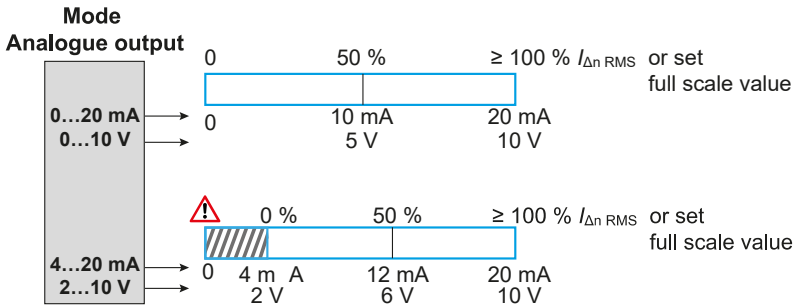 Mode
Analogue output
0 50 % ≥ 100 % IΔn RMS or set
full scale value
0…20 mA 0 10 mA 20 mA
0…10 V 5 V 10 V
0 % 50 % ≥ 100 % IΔn RMS or set
full scale value
4…20 mA 0 4 m A 12 mA 20 mA
2…10 V 2 V 6 V 10 V